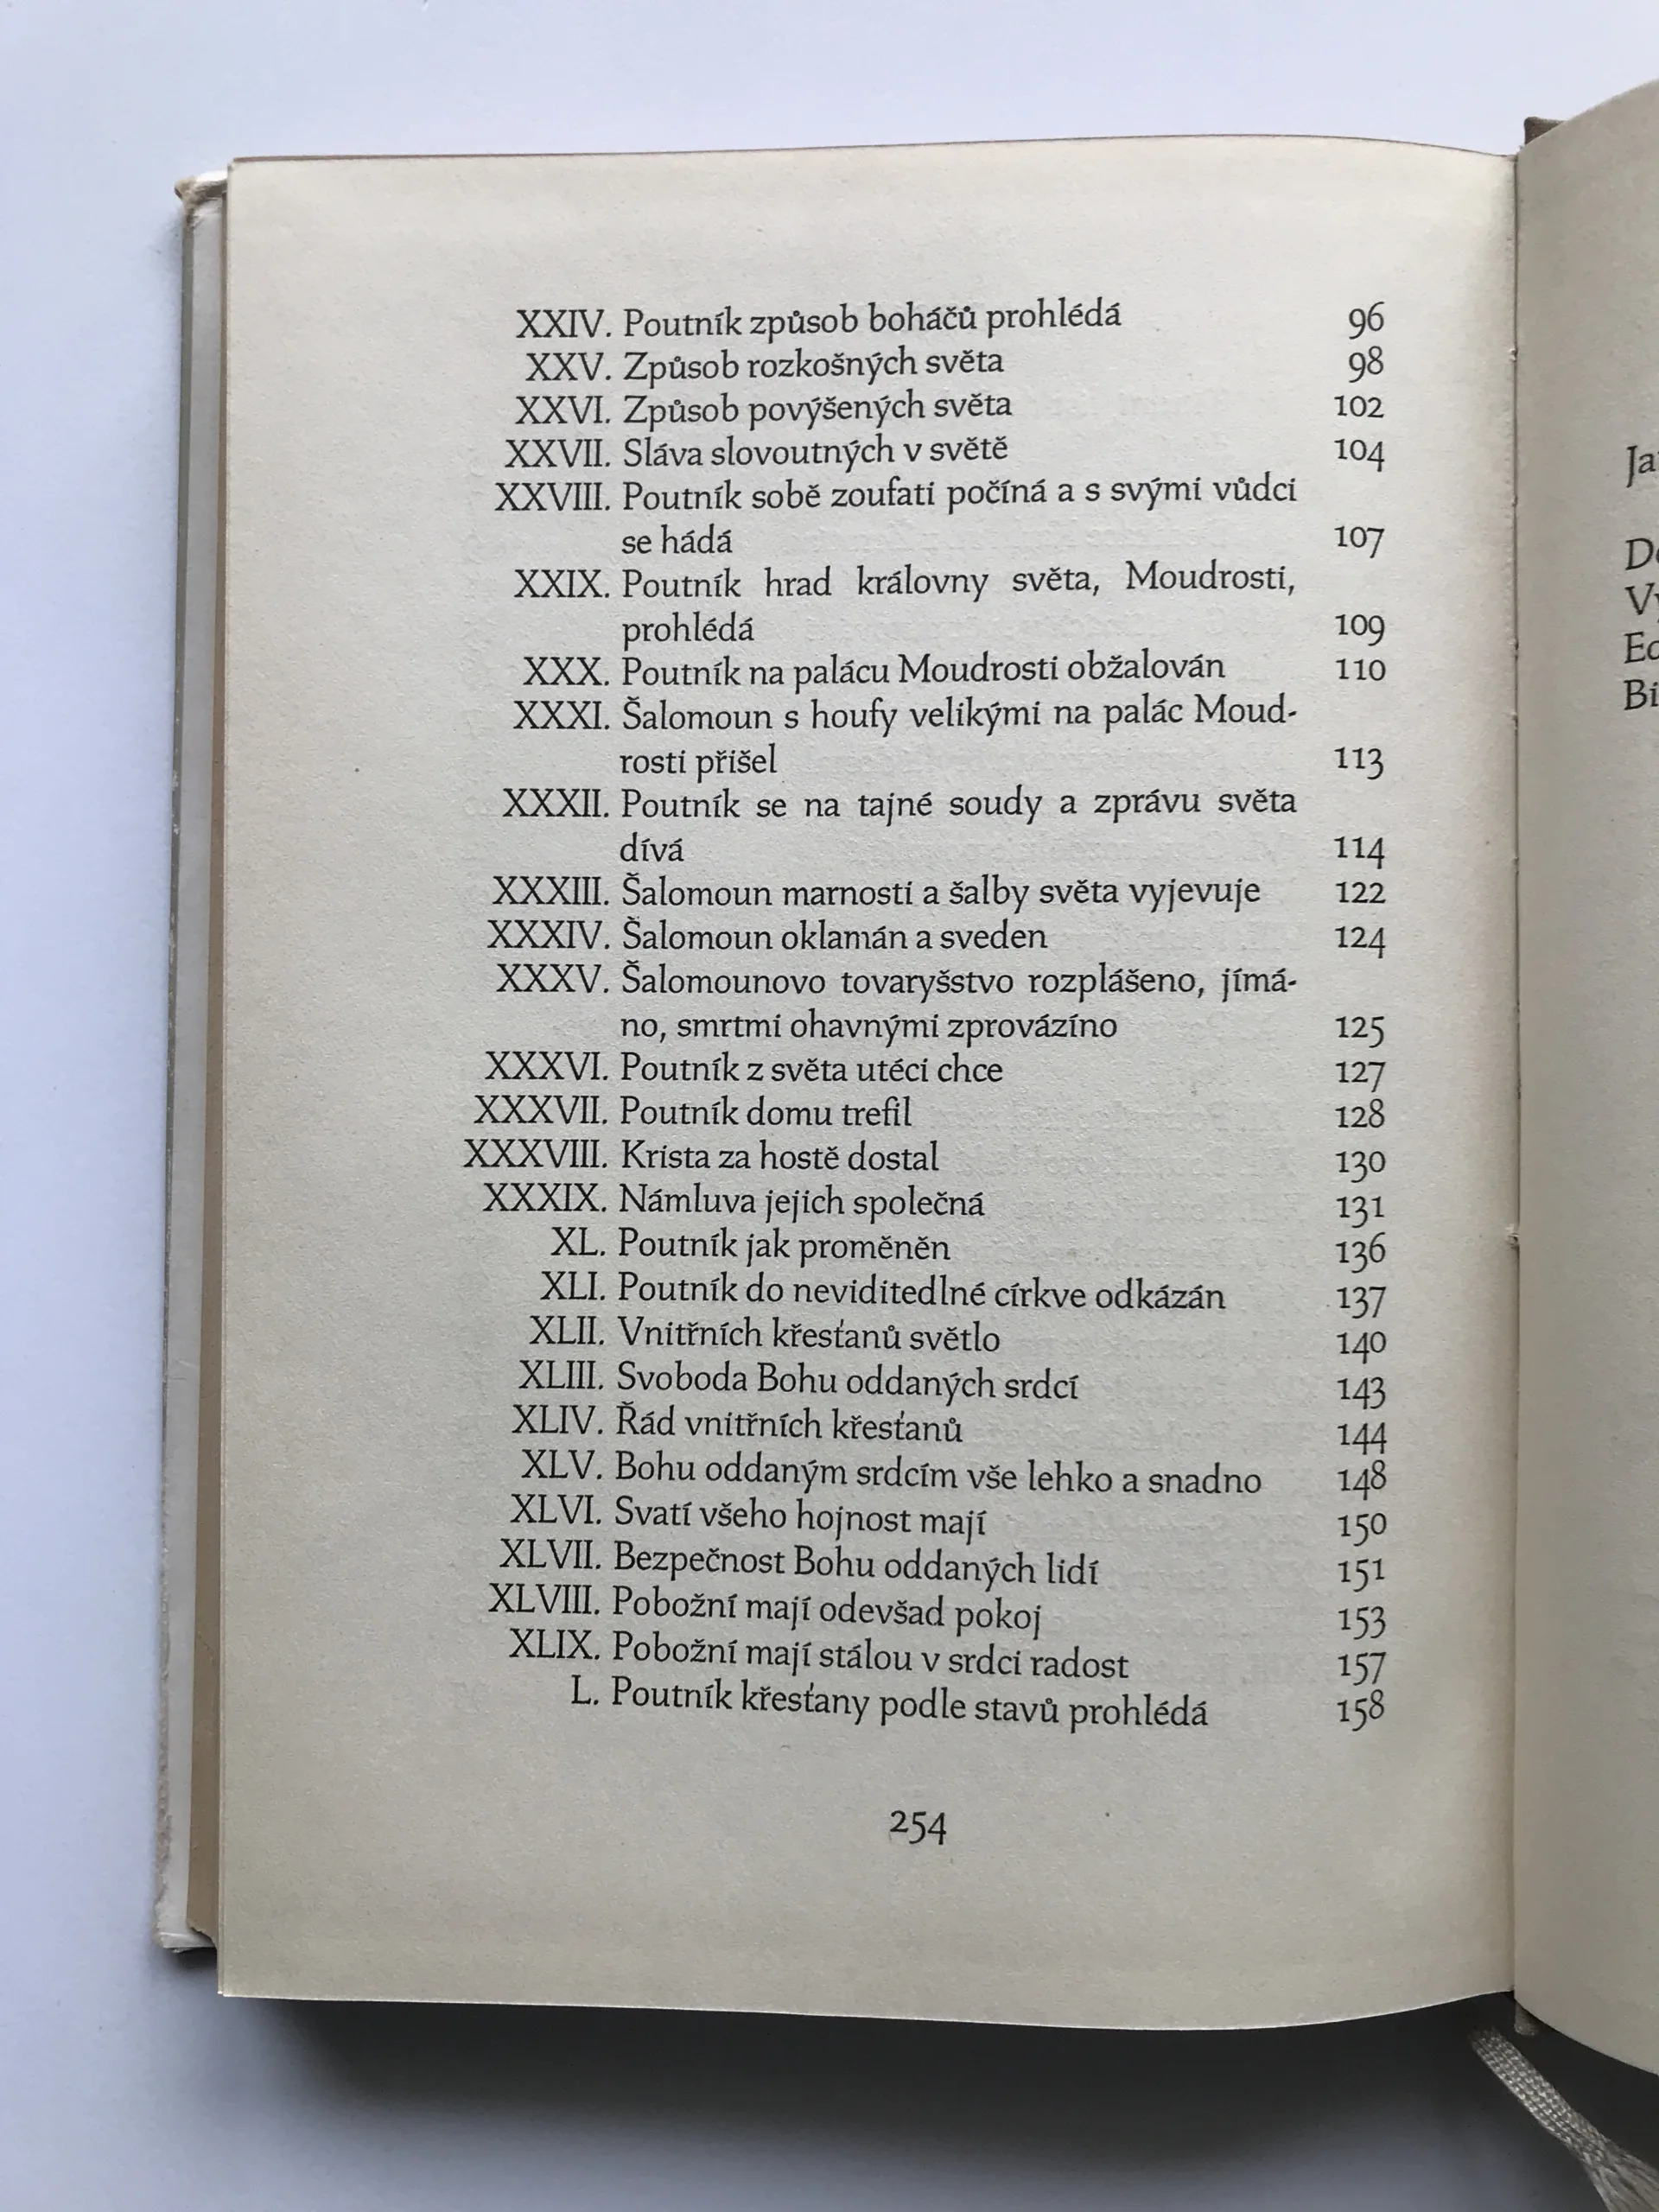 XXIV. Poutník způsob boháčů prohlédá 96
XXV. Způsob rozkošných světa 98
XXVI. Způsob povýšených světa 102
XXVII. Sláva slovoutných v světě 104
XXVIII. Poutník sobě zoufati počíná a s svými vůdci
se hádá 107
XXIX. Poutník hrad královny světa, Moudrosti,
prohlédá 109
XXX. Poutník na palácu Moudrosti obžalován 110
XXXI. Šalomoun s houfy velikými na palác Moud-
rosti přišel 113
XXXII. Poutník se na tajné soudy a zprávu světa
dívá 114
XXXIII. Šalomoun marnosti a šalby světa vyjevuje 122
XXXIV. Šalomoun oklamán a sveden 124
XXXV. Šalomounovo tovaryšstvo rozplášeno, jímá-
no, smrtmi ohavnými zprovázíno 125
XXXVI. Poutník z světa utéci chce 127
XXXVII. Poutník domu trefil 128
XXXVIII. Krista za hostě dostal 130
XXXIX. Námluva jejich společná 131
XL. Poutník jak proměněn 136
XLI. Poutník do neviditedlné církve odkázán 137
XLII. Vnitřních křesťanů světlo 140
XLIII. Svoboda Bohu oddaných srdcí 143
XLIV. Řád vnitřních křesťanů 144
XLV. Bohu oddaným srdcím vše lehko a snadno 148
XLVI. Svatí všeho hojnost mají 150
XLVII. Bezpečnost Bohu oddaných lidí 151
XLVIII. Pobožní mají odevšad pokoj 153
XLIX. Pobožní mají stálou v srdci radost 157
L. Poutník křesťany podle stavů prohlédá 158
254